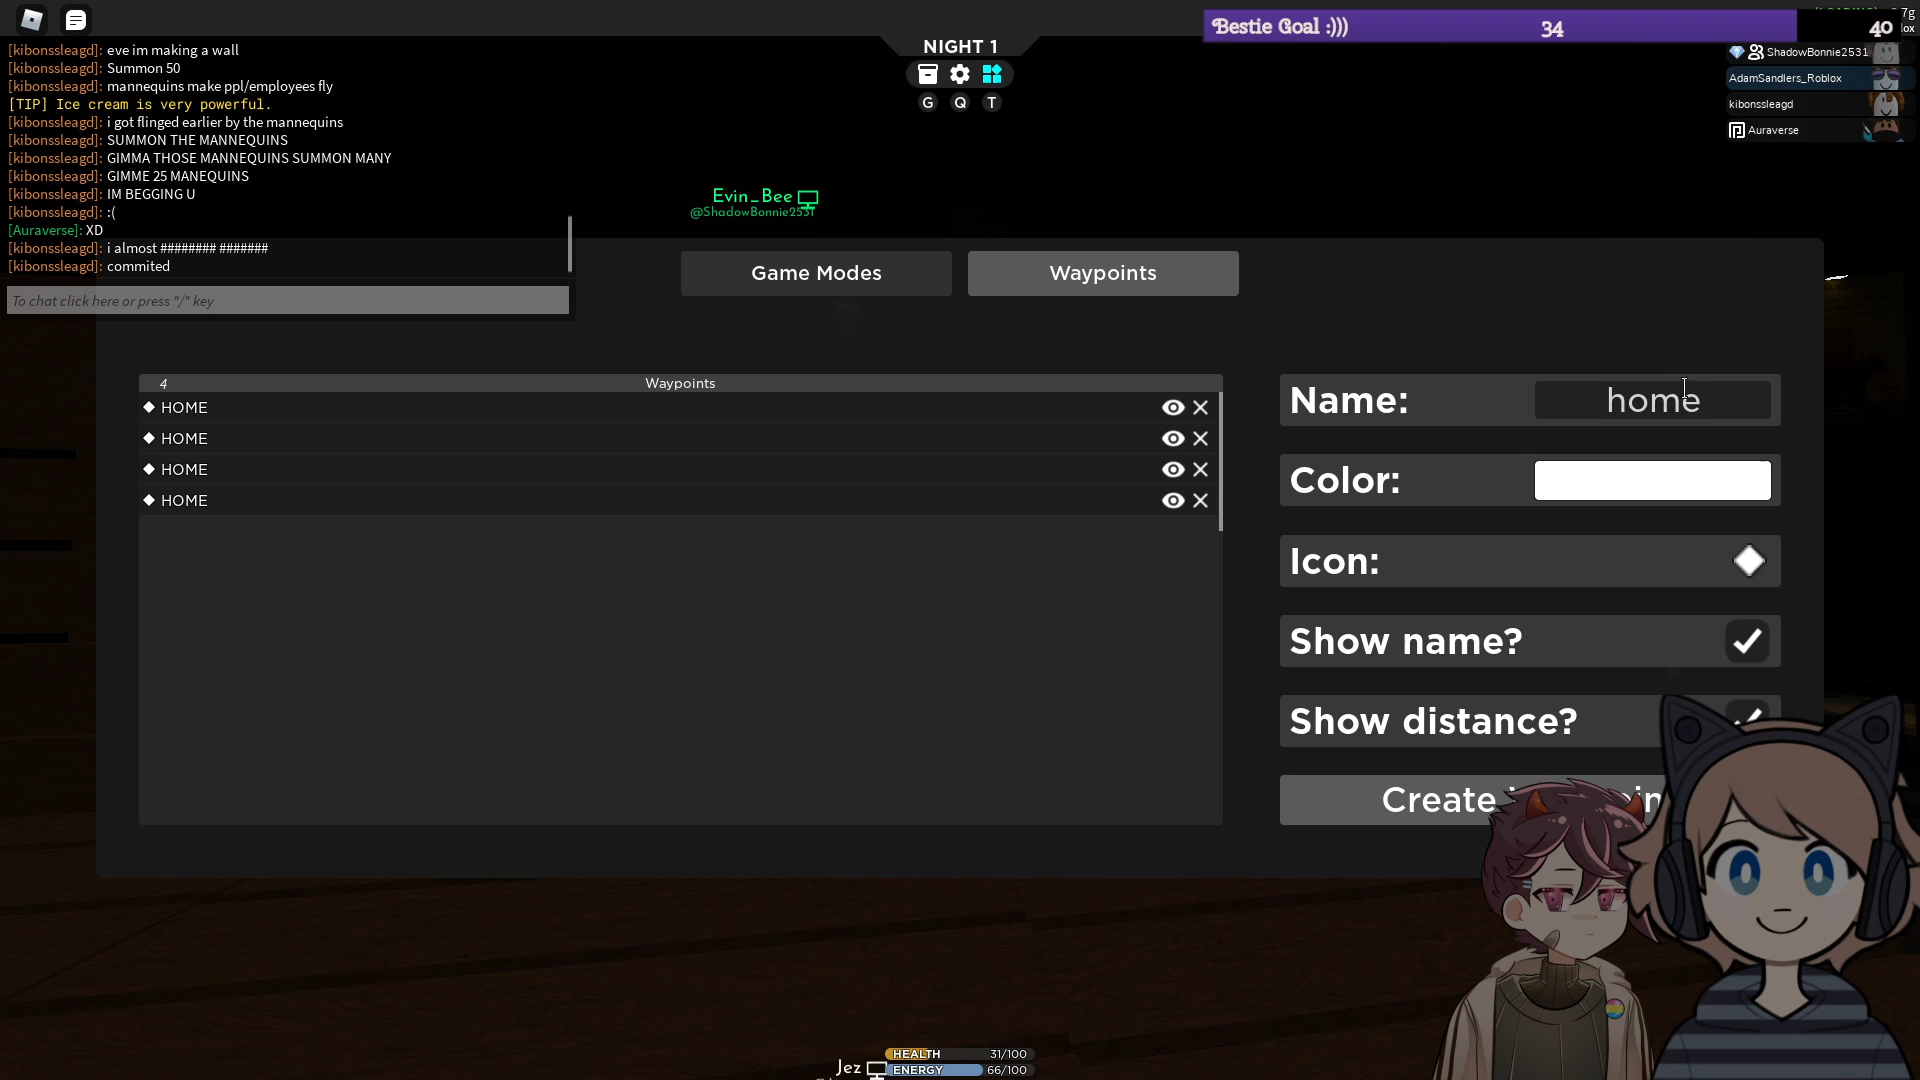 [kibonssleagd]: eve im making a wall
[kibonssleagd]: Summon 50
[kibonssleagd]: mannequins make ppl/employees fly
[TIP] Ice cream is very powerful.
[kibonssleagd]: i got flinged earlier by the mannequins
[kibonssleagd]: SUMMON THE MANNEQUINS
[kibonssleagd]: GIMMA THOSE MANNEQUINS SUMMON MANY
[kibonssleagd]: GIMME 25 MANEQUINS
[kibonssleagd]: IM BEGGING U
[kibonssleagd]: :(
[Auraverse]: XD
[kibonssleagd]: i almost ######## #######
[kibonssleagd]: commited
To chat click here or press "/" key
NIGHT 1
G Q T
Bestie Goal :))) 34 40
ShadowBonnie2531
AdamSandlers_Roblox
kibonssleagd
Auraverse
Evin_Bee
@ShadowBonnie2531
Game Modes Waypoints
4 Waypoints
HOME
HOME
HOME
HOME
Name: home
Color:
Icon:
Show name?
Show distance?
Create
Jez
HEALTH 31/100
ENERGY 66/100